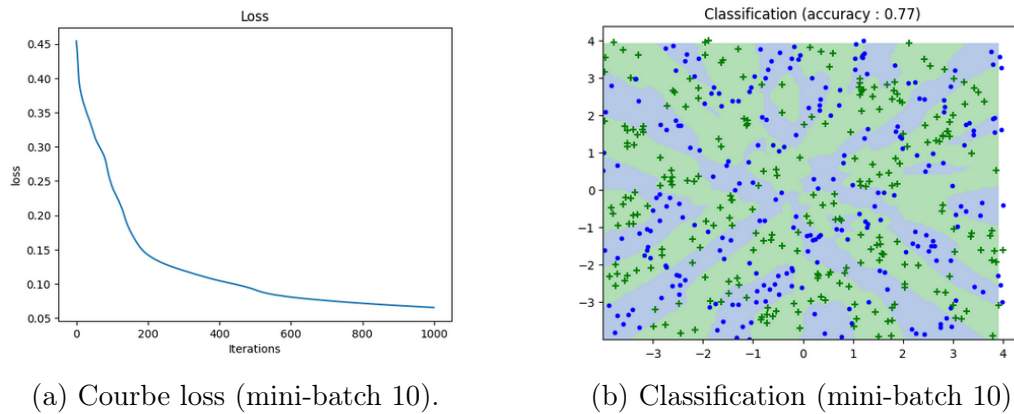 Loss
0.45
0.40
0.35
0.30
0.25
0.20
0.15
0.10
0.05
loss
0 200 400 600 800 1000
Iterations
Classification (accuracy : 0.77)
4
3
2
1
0
−1
−2
−3
−3 −2 −1 0 1 2 3 4
(a) Courbe loss (mini-batch 10).
(b) Classification (mini-batch 10)